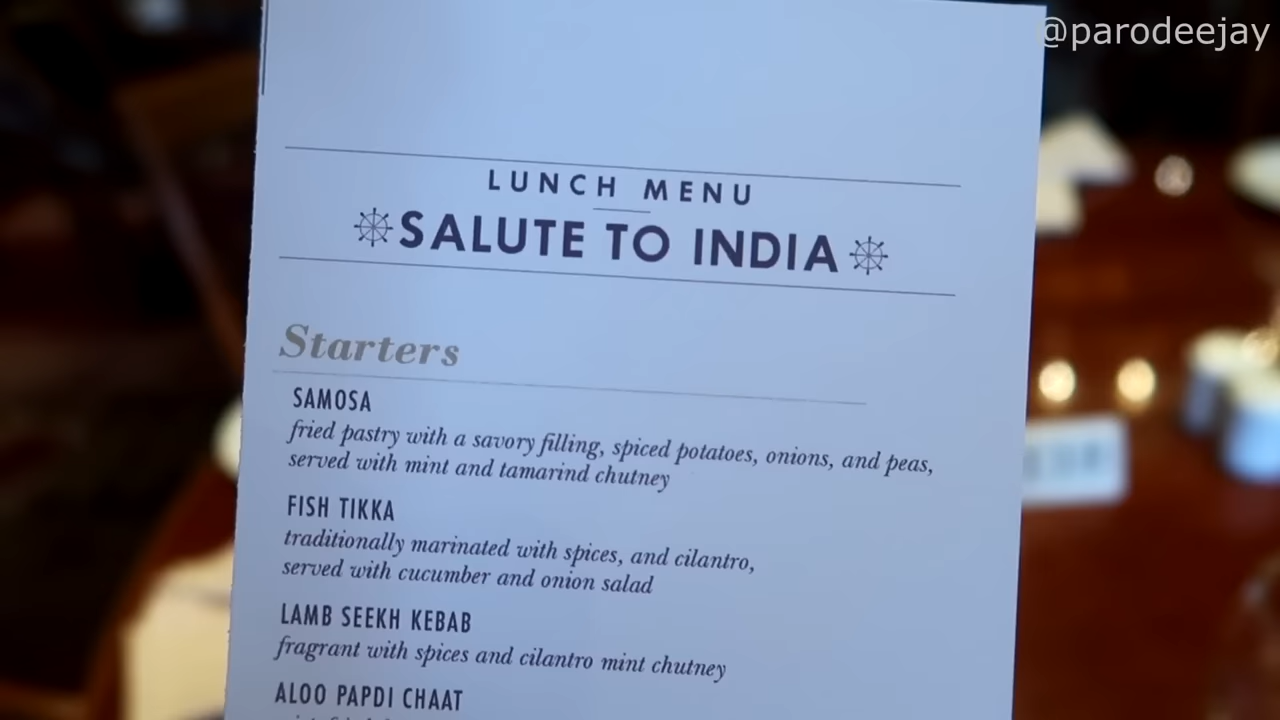 @parodeejay
LUNCH MENU
SALUTE TO INDIA
Starters
SAMOSA
fried pastry with a savory filling, spiced potatoes, onions, and peas,
served with mint and tamarind chutney
FISH TIKKA
traditionally marinated with spices, and cilantro,
served with cucumber and onion salad
LAMB SEEKH KEBAB
fragrant with spices and cilantro mint chutney
ALOO PAPDI CHAAT